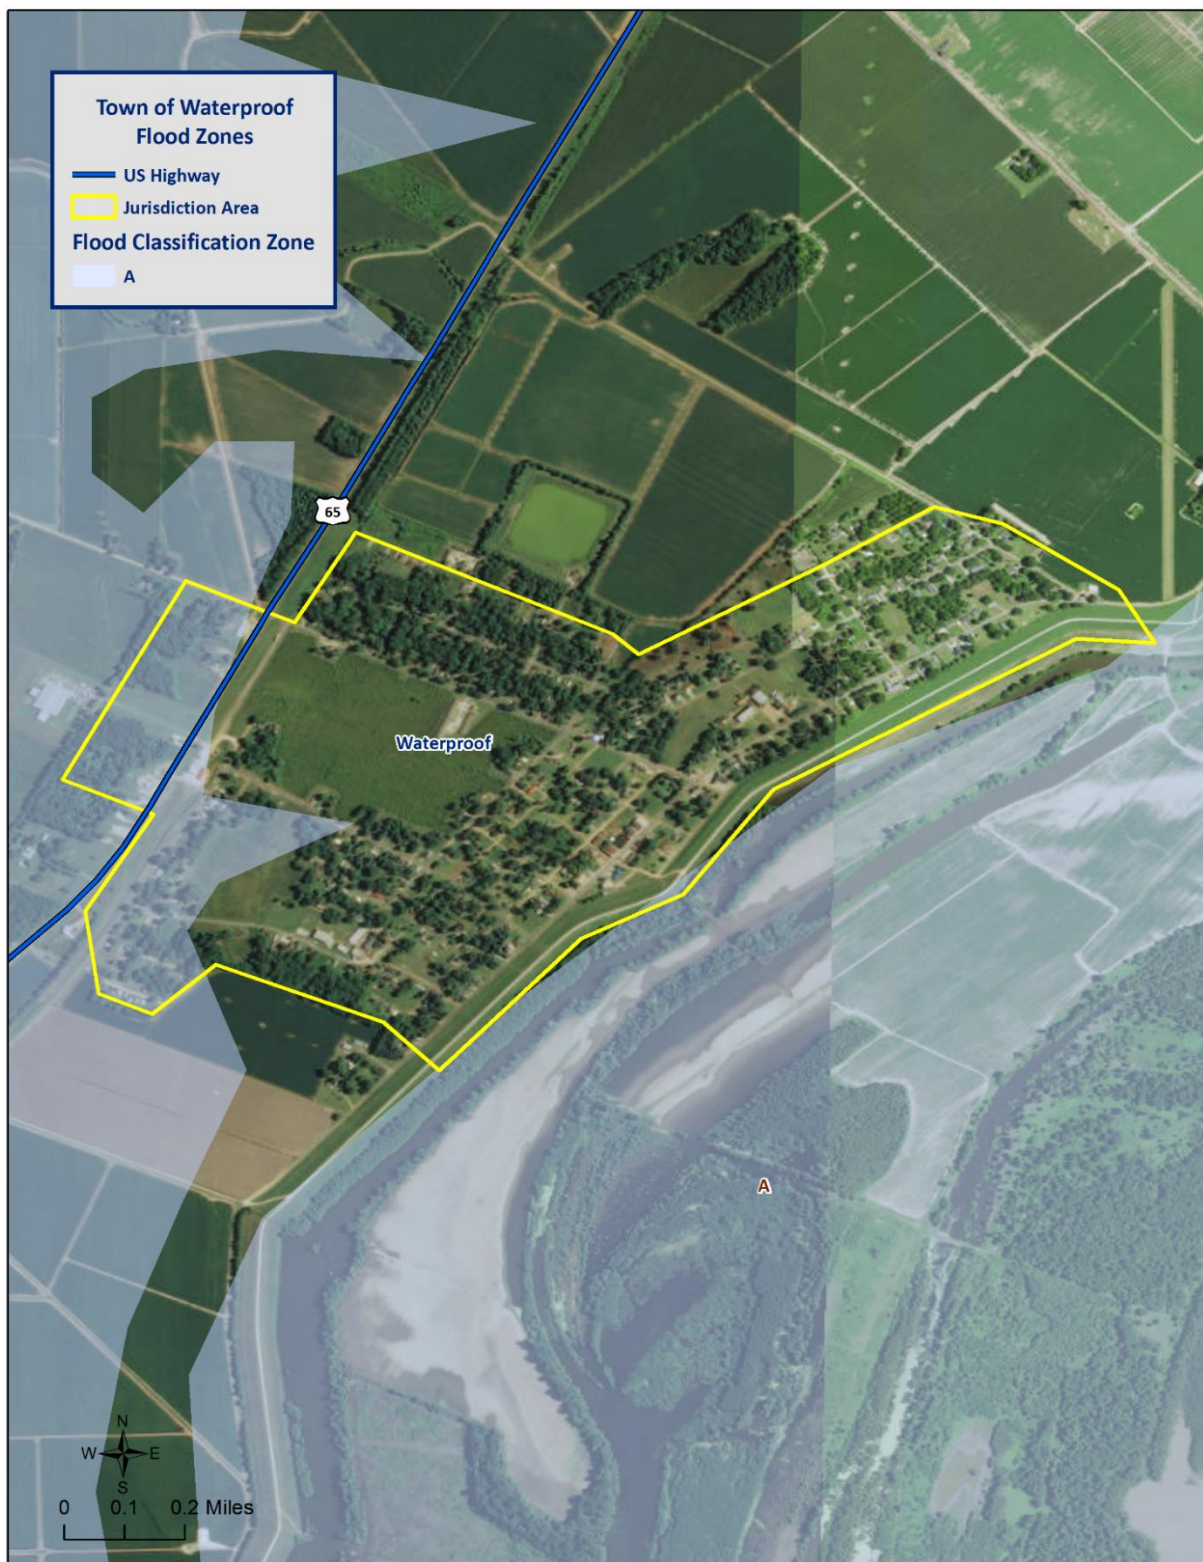 Town of Waterproof
Flood Zones
US Highway
Jurisdiction Area
Flood Classification Zone
A
65
Waterproof
A
N
W E
S
0 0.1 0.2 Miles